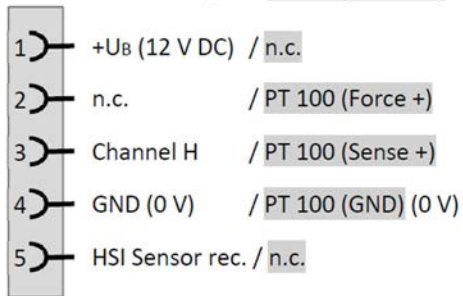 1 +UB (12 V DC) / n.c.
2 n.c. / PT 100 (Force +)
3 Channel H / PT 100 (Sense +)
4 GND (0 V) / PT 100 (GND) (0 V)
5 HSI Sensor rec. / n.c.